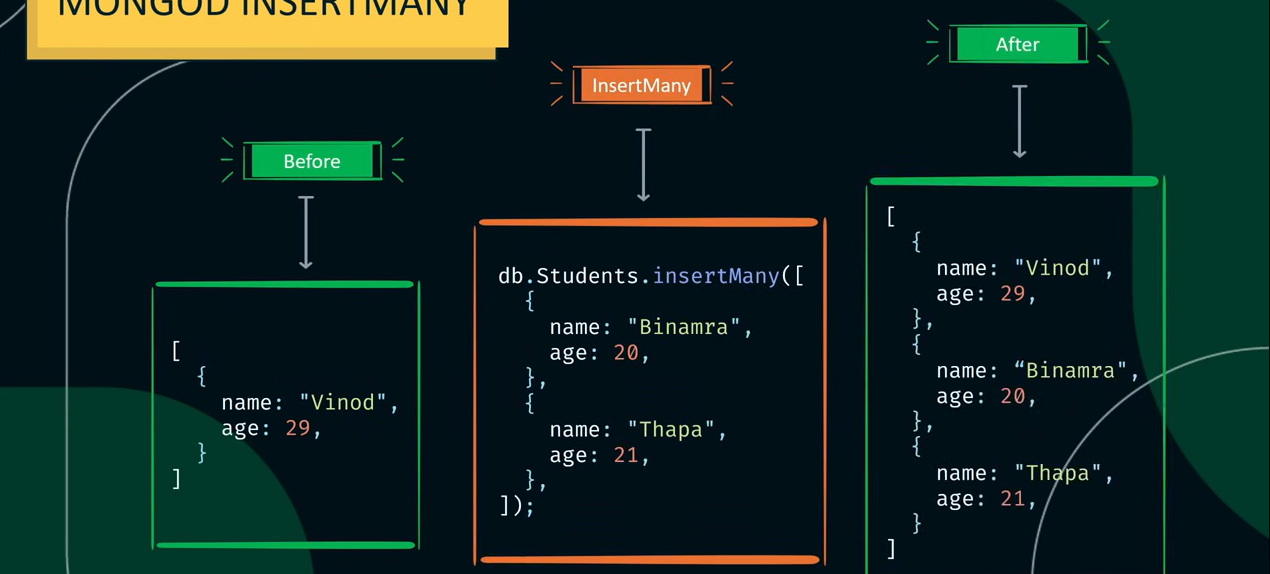 MONGOD INSERTMANY
Before
[
  {
    name: "Vinod",
    age: 29,
  }
]
InsertMany
db.Students.insertMany([
  {
    name: "Binamra",
    age: 20,
  },
  {
    name: "Thapa",
    age: 21,
  },
]);
After
[
  {
    name: "Vinod",
    age: 29,
  },
  {
    name: “Binamra",
    age: 20,
  },
  {
    name: "Thapa",
    age: 21,
  }
]